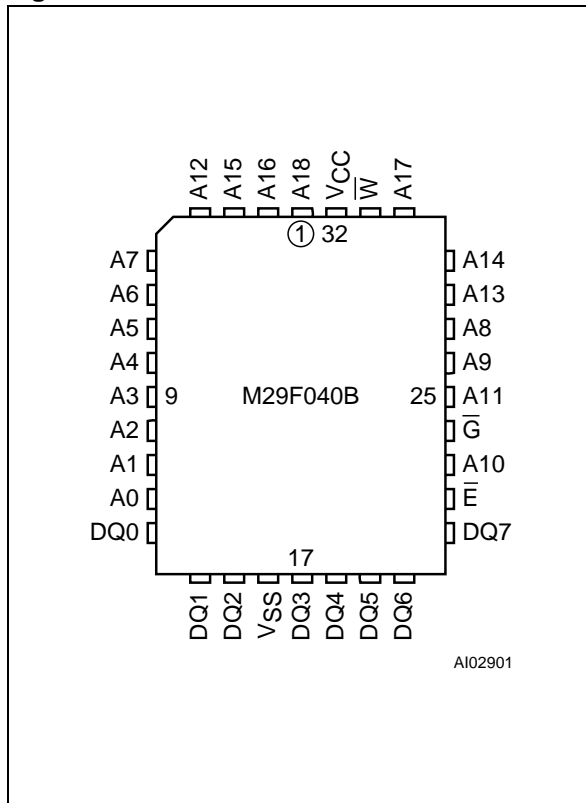 A12 A15 A16 A18 VCC W̅ A17
① 32
A7 A14
A6 A13
A5 A8
A4 A9
A3 9 M29F040B 25 A11
A2 G̅
A1 A10
A0 E̅
DQ0 DQ7
17
DQ1 DQ2 VSS DQ3 DQ4 DQ5 DQ6
AI02901